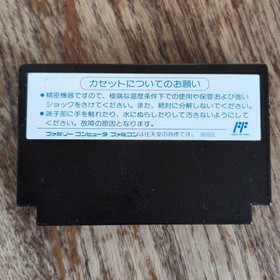 カセットについてのお願い
●精密機器ですので、極端な温度条件下での使用や保管および強い
ショックをさけてください。また、絶対に分解しないでください。
●端子部に手を触れたり、水にぬらしたりして汚さないようにして
ください。故障の原因となります。
ファミリーコンピュータ・ファミコンは任天堂の商標です。
FF